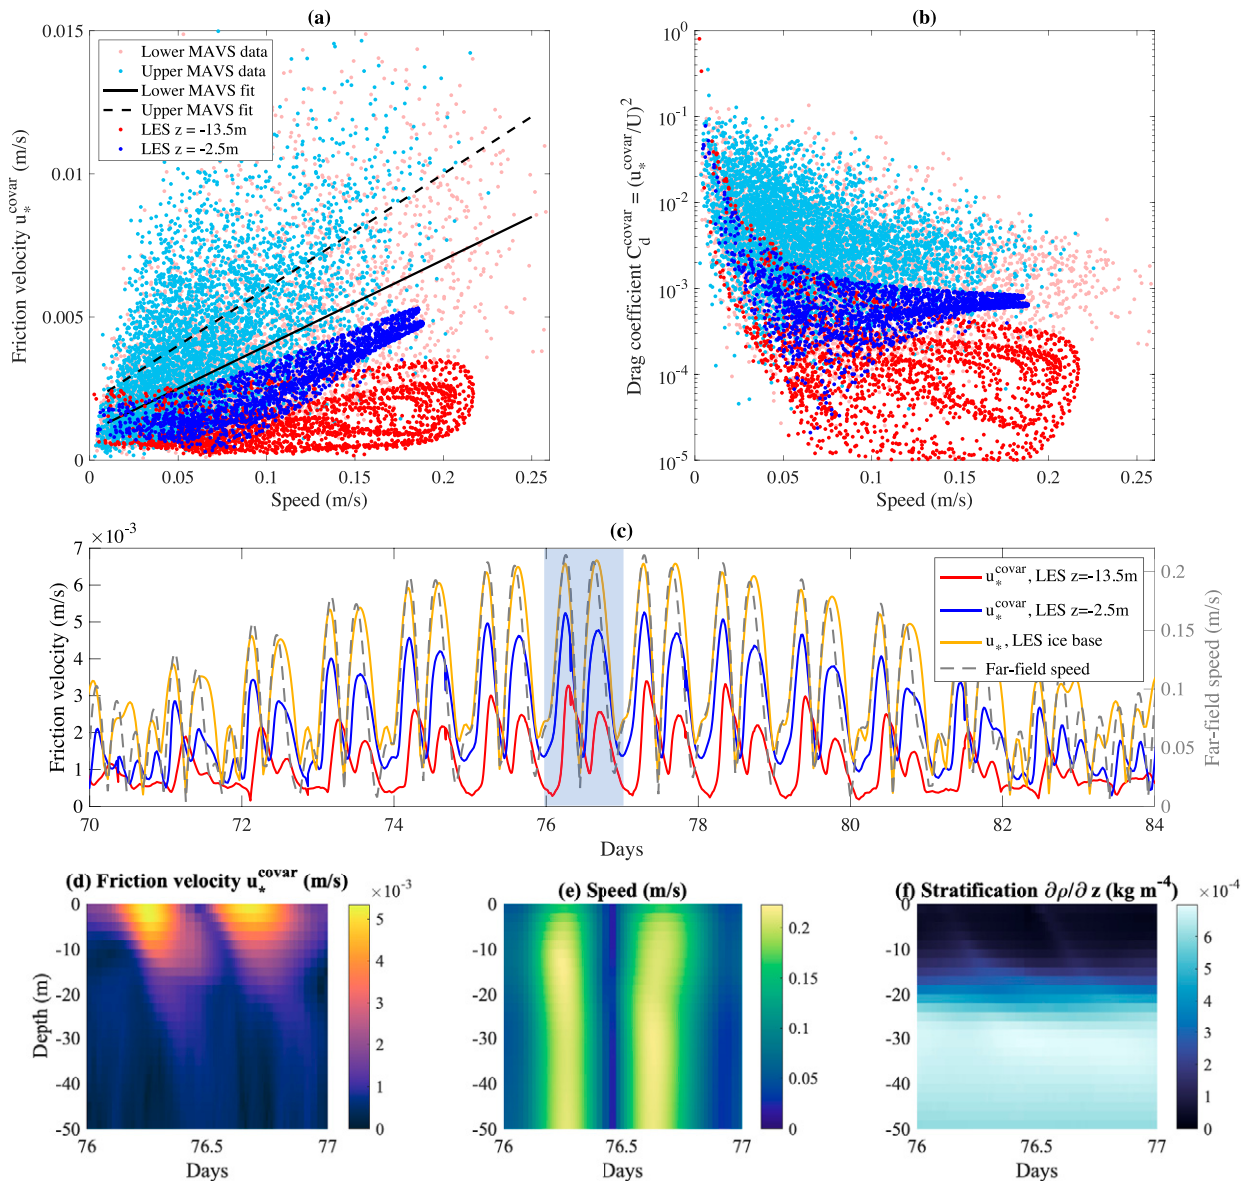 (a)
Friction velocity u*^covar (m/s)
0.015
0.01
0.005
0
Lower MAVS data
Upper MAVS data
Lower MAVS fit
Upper MAVS fit
LES z = -13.5m
LES z = -2.5m
0 0.05 0.1 0.15 0.2 0.25
Speed (m/s)
(b)
Drag coefficient C_d^covar = (u*^covar/U)^2
10^0
10^-1
10^-2
10^-3
10^-4
10^-5
0 0.05 0.1 0.15 0.2 0.25
Speed (m/s)
(c)
×10^-3
Friction velocity (m/s)
7
6
5
4
3
2
1
0
u*^covar, LES z=-13.5m
u*^covar, LES z=-2.5m
u*, LES ice base
Far-field speed
0.2
0.15
0.1
0.05
0
Far-field speed (m/s)
70 72 74 76 78 80 82 84
Days
(d) Friction velocity u*^covar (m/s)
×10^-3
Depth (m)
0
-10
-20
-30
-40
-50
76 76.5 77
Days
5
4
3
2
1
0
(e) Speed (m/s)
0
-10
-20
-30
-40
-50
76 76.5 77
Days
0.2
0.15
0.1
0.05
0
(f) Stratification ∂ρ/∂ z (kg m^-4)
×10^-4
0
-10
-20
-30
-40
-50
76 76.5 77
Days
6
5
4
3
2
1
0